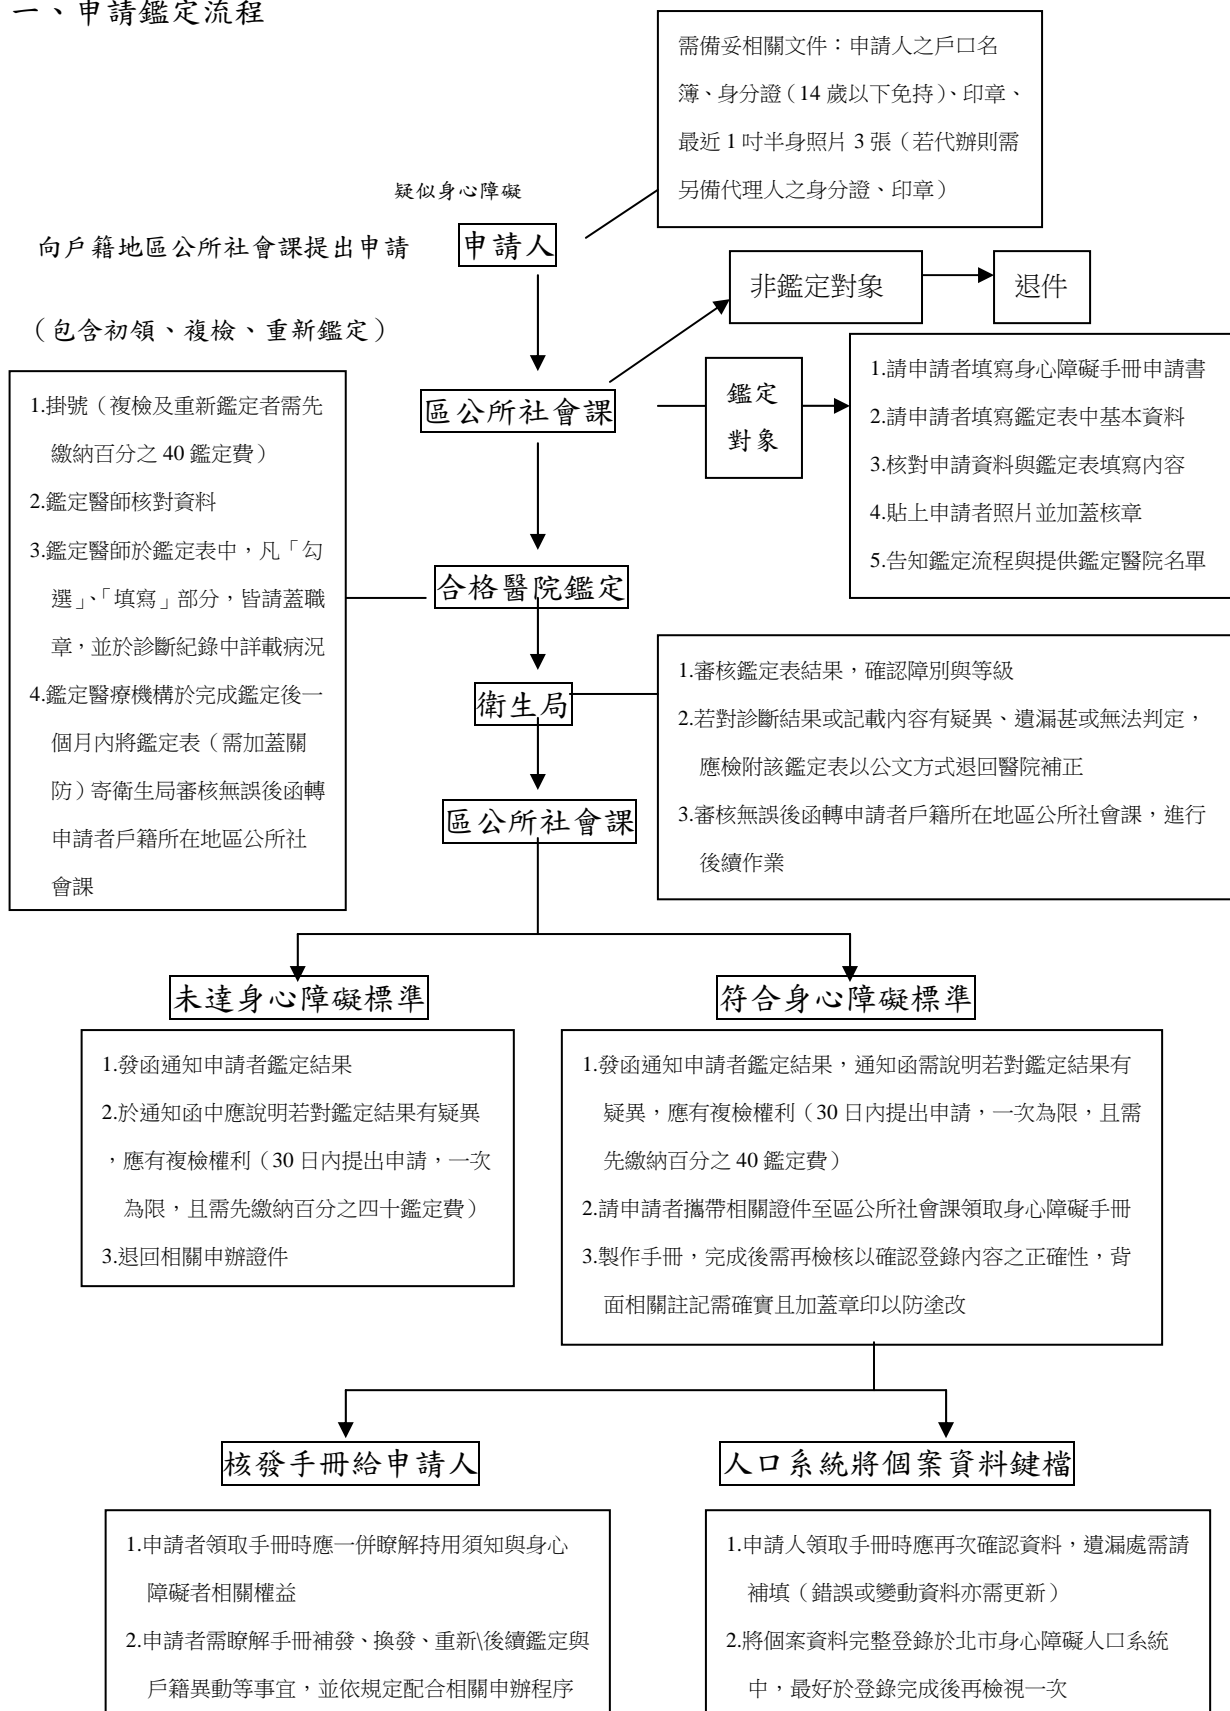 一、申請鑑定流程
需備妥相關文件：申請人之戶口名
簿、身分證（14 歲以下免持）、印章、
最近 1 吋半身照片 3 張（若代辦則需
另備代理人之身分證、印章）
疑似身心障礙
申請人
向戶籍地區公所社會課提出申請
（包含初領、複檢、重新鑑定）
非鑑定對象
退件
區公所社會課
鑑定
對象
1.請申請者填寫身心障礙手冊申請書
2.請申請者填寫鑑定表中基本資料
3.核對申請資料與鑑定表填寫內容
4.貼上申請者照片並加蓋核章
5.告知鑑定流程與提供鑑定醫院名單
1.掛號（複檢及重新鑑定者需先
繳納百分之 40 鑑定費）
2.鑑定醫師核對資料
3.鑑定醫師於鑑定表中，凡「勾
選」、「填寫」部分，皆請蓋職
章，並於診斷紀錄中詳載病況
4.鑑定醫療機構於完成鑑定後一
個月內將鑑定表（需加蓋關
防）寄衛生局審核無誤後函轉
申請者戶籍所在地區公所社
會課
合格醫院鑑定
衛生局
1.審核鑑定表結果，確認障別與等級
2.若對診斷結果或記載內容有疑異、遺漏甚或無法判定，
應檢附該鑑定表以公文方式退回醫院補正
3.審核無誤後函轉申請者戶籍所在地區公所社會課，進行
後續作業
區公所社會課
未達身心障礙標準
1.發函通知申請者鑑定結果
2.於通知函中應說明若對鑑定結果有疑異
，應有複檢權利（30 日內提出申請，一次
為限，且需先繳納百分之四十鑑定費）
3.退回相關申辦證件
符合身心障礙標準
1.發函通知申請者鑑定結果，通知函需說明若對鑑定結果有
疑異，應有複檢權利（30 日內提出申請，一次為限，且需
先繳納百分之 40 鑑定費）
2.請申請者攜帶相關證件至區公所社會課領取身心障礙手冊
3.製作手冊，完成後需再檢核以確認登錄內容之正確性，背
面相關註記需確實且加蓋章印以防塗改
核發手冊給申請人
1.申請者領取手冊時應一併瞭解持用須知與身心
障礙者相關權益
2.申請者需瞭解手冊補發、換發、重新\後續鑑定與
戶籍異動等事宜，並依規定配合相關申辦程序
人口系統將個案資料鍵檔
1.申請人領取手冊時應再次確認資料，遺漏處需請
補填（錯誤或變動資料亦需更新）
2.將個案資料完整登錄於北市身心障礙人口系統
中，最好於登錄完成後再檢視一次